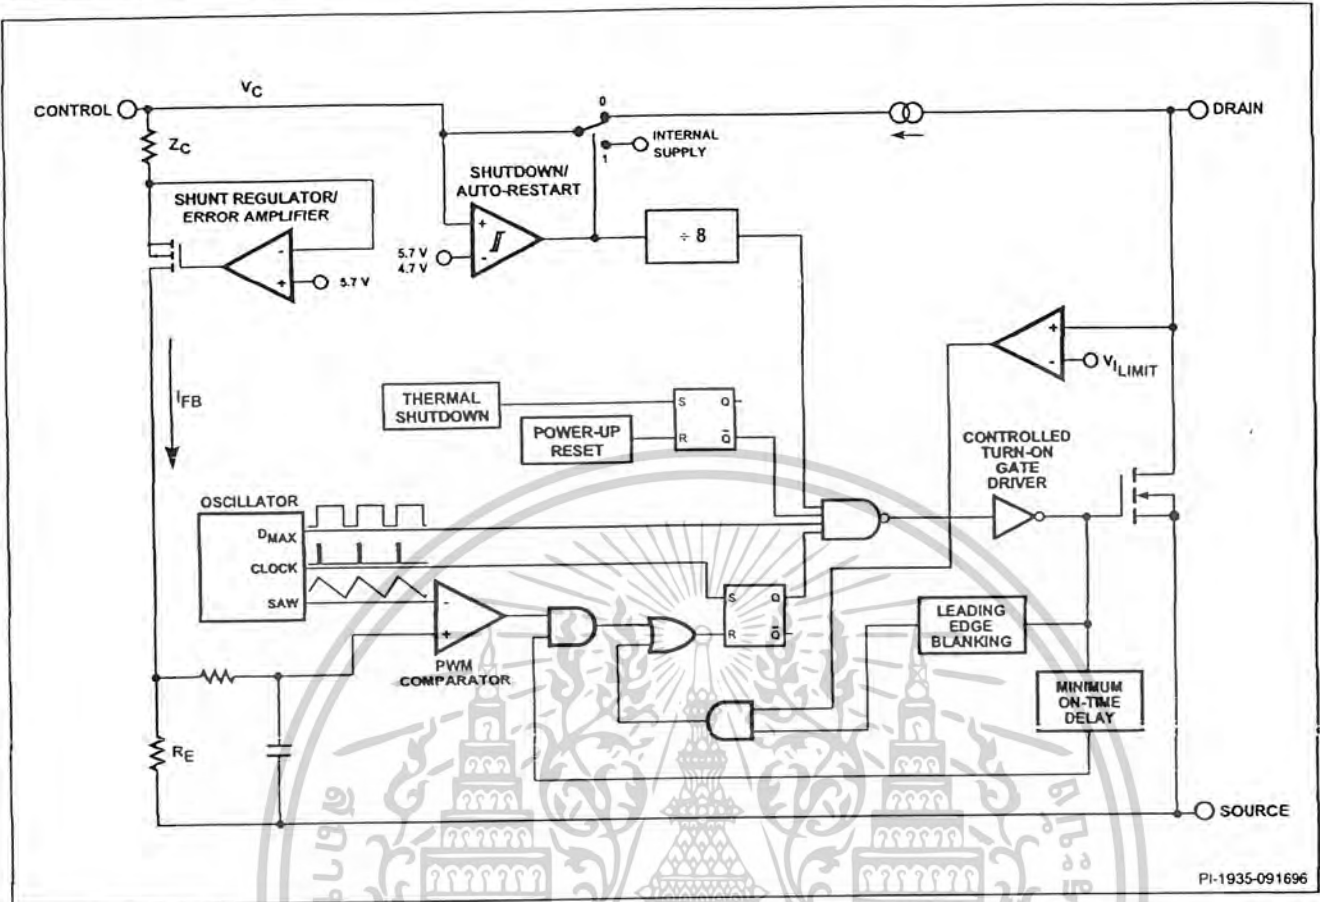 V_C
CONTROL
0
DRAIN
Z_C
1
INTERNAL
SUPPLY
SHUTDOWN/
AUTO-RESTART
SHUNT REGULATOR/
ERROR AMPLIFIER
+
-
÷ 8
5.7 V
4.7 V
-
+
5.7 V
+
-
V_I_LIMIT
I_FB
THERMAL
SHUTDOWN
S Q
R Q̅
POWER-UP
RESET
CONTROLLED
TURN-ON
GATE
DRIVER
OSCILLATOR
D_MAX
CLOCK
SAW
-
+
PWM
COMPARATOR
S Q
R Q̅
LEADING
EDGE
BLANKING
MINIMUM
ON-TIME
DELAY
R_E
SOURCE
PI-1935-091696